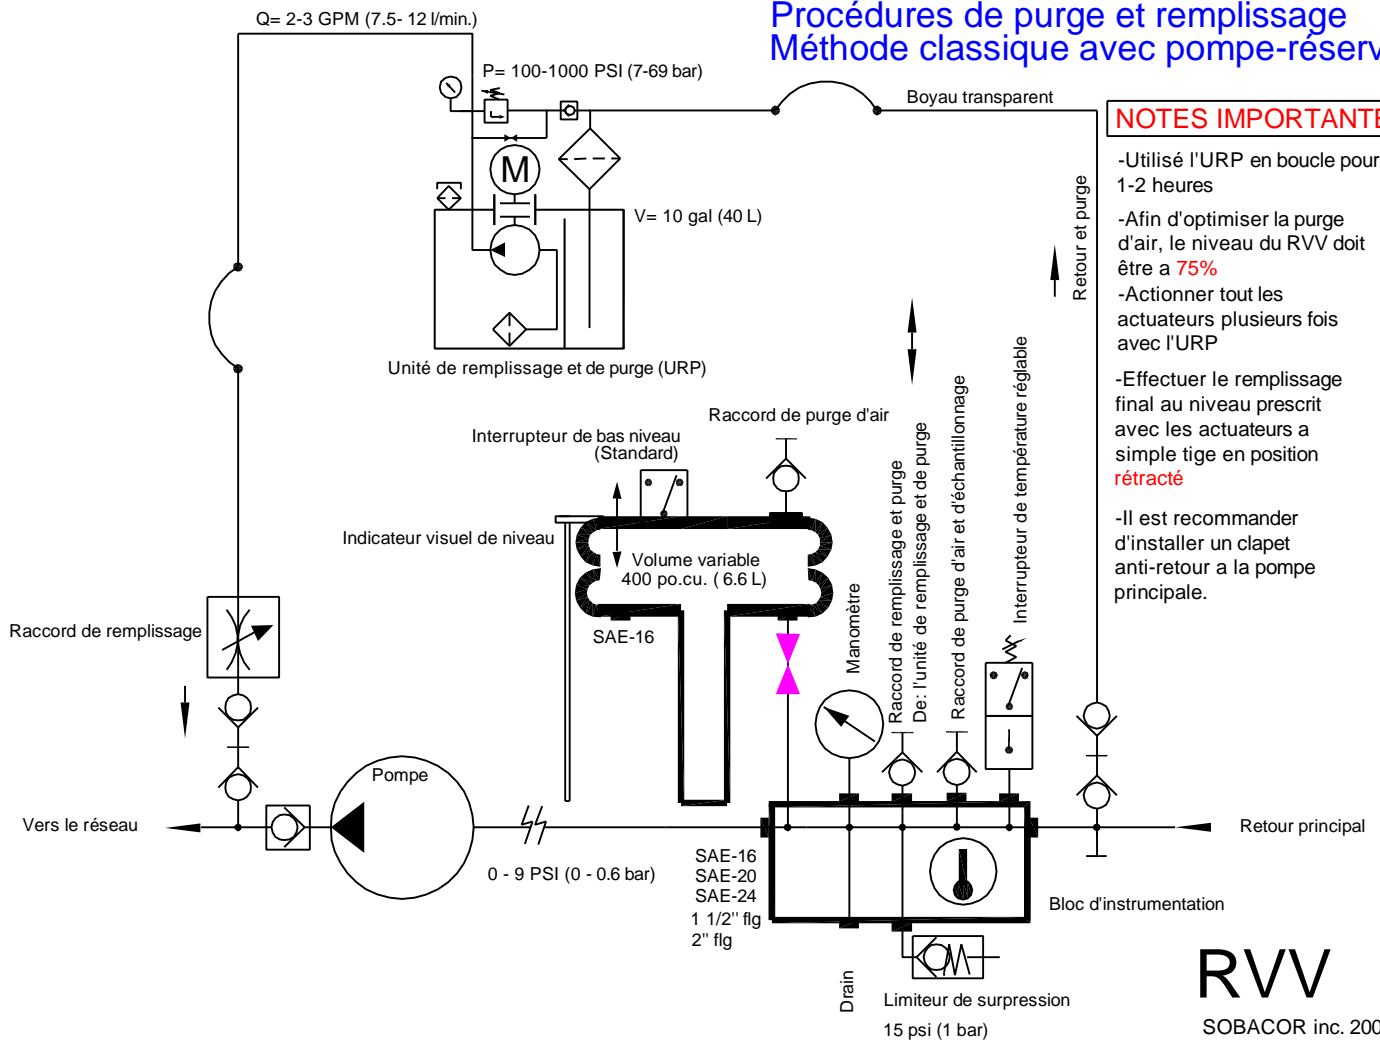 Procédures de purge et remplissage
Méthode classique avec pompe-réserv
Q= 2-3 GPM (7.5- 12 l/min.)
P= 100-1000 PSI (7-69 bar)
Boyau transparent
M
V= 10 gal (40 L)
Unité de remplissage et de purge (URP)
Retour et purge
NOTES IMPORTANTE
-Utilisé l'URP en boucle pour
1-2 heures
-Afin d'optimiser la purge
d'air, le niveau du RVV doit
être a 75%
-Actionner tout les
actuateurs plusieurs fois
avec l'URP
-Effectuer le remplissage
final au niveau prescrit
avec les actuateurs a
simple tige en position
rétracté
-Il est recommander
d'installer un clapet
anti-retour a la pompe
principale.
Raccord de purge d'air
Interrupteur de bas niveau
(Standard)
Indicateur visuel de niveau
Volume variable
400 po.cu. ( 6.6 L)
SAE-16
Manomètre
Raccord de remplissage et purge
De: l'unité de remplissage et de purge
Raccord de purge d'air et d'échantillonnage
Interrupteur de température réglable
Raccord de remplissage
Pompe
Vers le réseau
0 - 9 PSI (0 - 0.6 bar)
SAE-16
SAE-20
SAE-24
1 1/2" flg
2" flg
Retour principal
Bloc d'instrumentation
Drain
Limiteur de surpression
15 psi (1 bar)
RVV
SOBACOR inc. 200